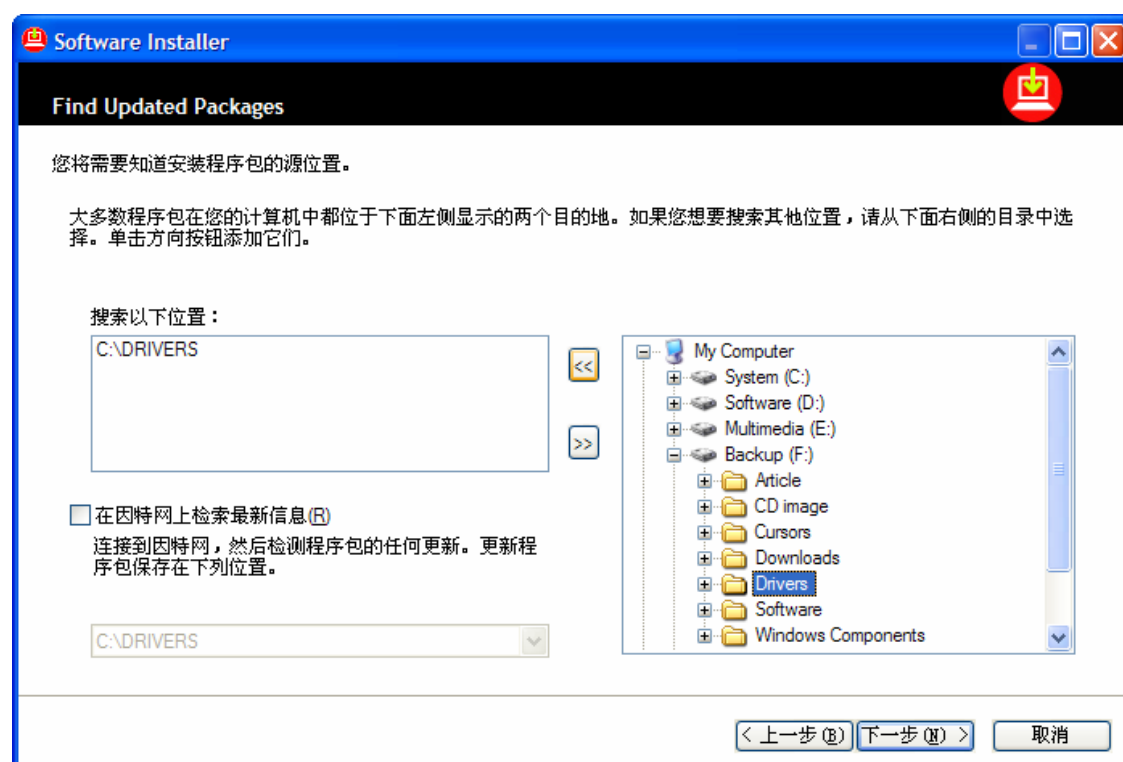 Software Installer
Find Updated Packages
您将需要知道安装程序包的源位置。
大多数程序包在您的计算机中都位于下面左侧显示的两个目的地。如果您想要搜索其他位置，请从下面右侧的目录中选
择。单击方向按钮添加它们。
搜索以下位置：
C:\DRIVERS
<<
>>
My Computer
System (C:)
Software (D:)
Multimedia (E:)
Backup (F:)
Article
CD image
Cursors
Downloads
Drivers
Software
Windows Components
在因特网上检索最新信息(R)
连接到因特网，然后检测程序包的任何更新。更新程
序包保存在下列位置。
C:\DRIVERS
< 上一步(B)
下一步(N) >
取消